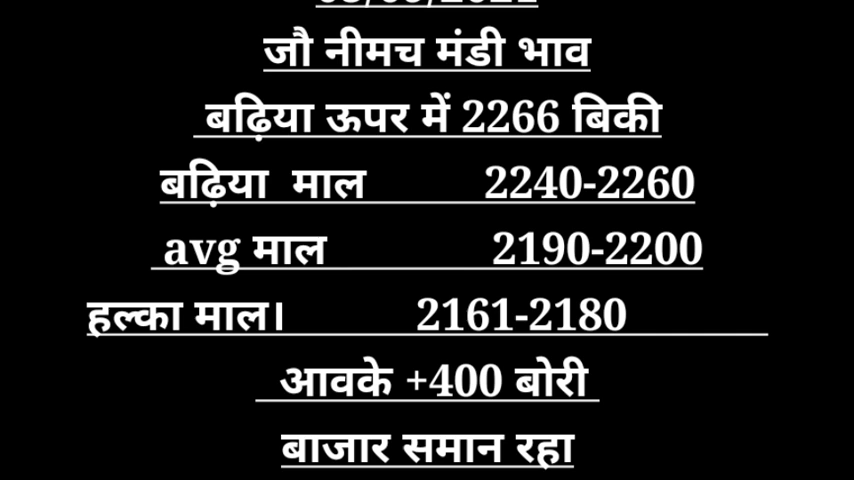 जौ नीमच मंडी भाव
बढ़िया ऊपर में 2266 बिकी
बढ़िया माल 2240-2260
avg माल 2190-2200
हल्का माल। 2161-2180
आवके +400 बोरी
बाजार समान रहा